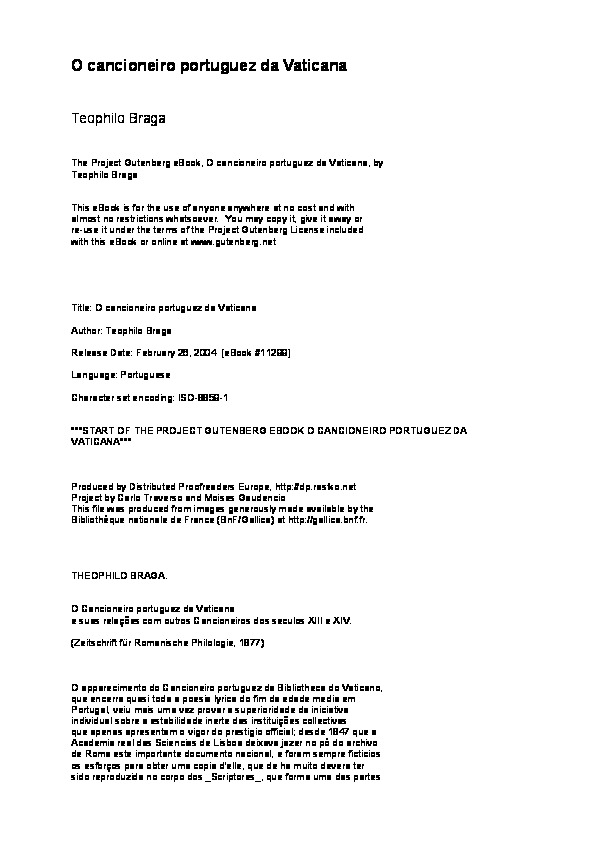 O cancioneiro portuguez da Vaticana
Teophilo Braga
The Project Gutenberg eBook, O cancioneiro portuguez da Vaticana, by
Teophilo Braga
This eBook is for the use of anyone anywhere at no cost and with
almost no restrictions whatsoever.  You may copy it, give it away or
re-use it under the terms of the Project Gutenberg License included
with this eBook or online at www.gutenberg.net
Title: O cancioneiro portuguez da Vaticana
Author: Teophilo Braga
Release Date: February 26, 2004  [eBook #11299]
Language: Portuguese
Character set encoding: ISO-8859-1
***START OF THE PROJECT GUTENBERG EBOOK O CANCIONEIRO PORTUGUEZ DA
VATICANA***
Produced by Distributed Proofreaders Europe, http://dp.rastko.net
Project by Carlo Traverso and Moises Gaudencio
This file was produced from images generously made available by the
Bibliothèque nationale de France (BnF/Gallica) at http://gallica.bnf.fr.
THEOPHILO BRAGA.
O Cancioneiro portuguez da Vaticana
e suas relações com outros Cancioneiros dos seculos XIII e XIV.
(Zeitschrift für Romanische Philologie, 1877)
O apparecimento do Cancioneiro portuguez da Bibliotheca do Vaticano,
que encerra quasi toda a poesia lyrica do fim da edade media em
Portugal, veiu mais uma vez provar a superioridade da iniciativa
individual sobre a estabilidade inerte das instituições collectivas
que apenas apresentam o vigor do prestigio official; desde 1847 que a
Academia real das Sciencias de Lisboa deixava jazer no pó do archivo
de Roma este importante documento nacional, e foram sempre ficticios
os esforços para obter uma copia d'elle, que de ha muito devera ter
sido reproduzida no corpo dos _Scriptores_, que forma uma das partes